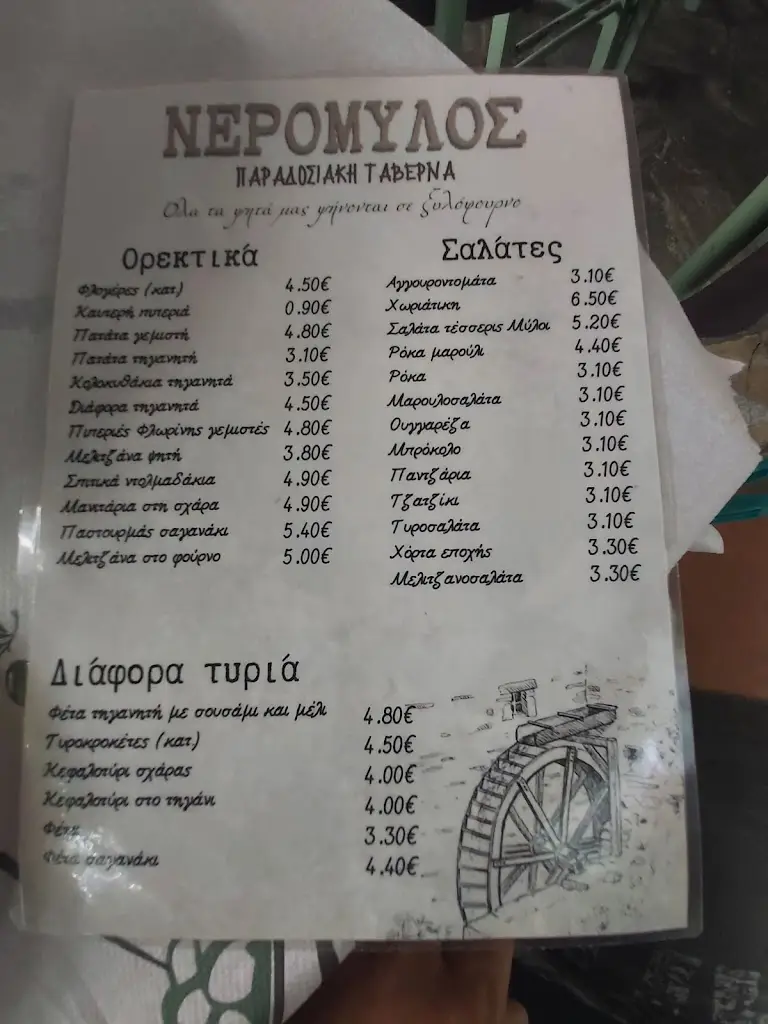 ΝΕΡΟΜΥΛΟΣ
ΠΑΡΑΔΟΣΙΑΚΗ ΤΑΒΕΡΝΑ
Όλα τα ψητά μας ψήνονται σε ξυλόφουρνο
Ορεκτικά
Φλογέρες (κατ.) 4.50€
Καυτερή πιπεριά 0.90€
Πατάτα γεμιστή 4.80€
Πατάτα τηγανητή 3.10€
Κολοκυθάκια τηγανητά 3.50€
Διάφορα τηγανητά 4.50€
Πιπεριές Φλωρίνης γεμιστές 4.80€
Μελιτζάνα ψητή 3.80€
Σπιτικά ντολμαδάκια 4.90€
Μανιτάρια στη σχάρα 4.90€
Παστουρμάς σαγανάκι 5.40€
Μελιτζάνα στο φούρνο 5.00€
Σαλάτες
Αγγουροντομάτα 3.10€
Χωριάτικη 6.50€
Σαλάτα τέσσερις Μύλοι 5.20€
Ρόκα μαρούλι 4.40€
Ρόκα 3.10€
Μαρουλοσαλάτα 3.10€
Ουγγαρέζα 3.10€
Μπρόκολο 3.10€
Παντζάρια 3.10€
Τζατζίκι 3.10€
Τυροσαλάτα 3.10€
Χόρτα εποχής 3.30€
Μελιτζανοσαλάτα 3.30€
Διάφορα τυριά
Φέτα τηγανητή με σουσάμι και μέλι 4.80€
Τυροκροκέτες (κατ.) 4.50€
Κεφαλοτύρι σχάρας 4.00€
Κεφαλοτύρι στο τηγάνι 4.00€
Φέτα 3.30€
Φέτα σαγανάκι 4.40€